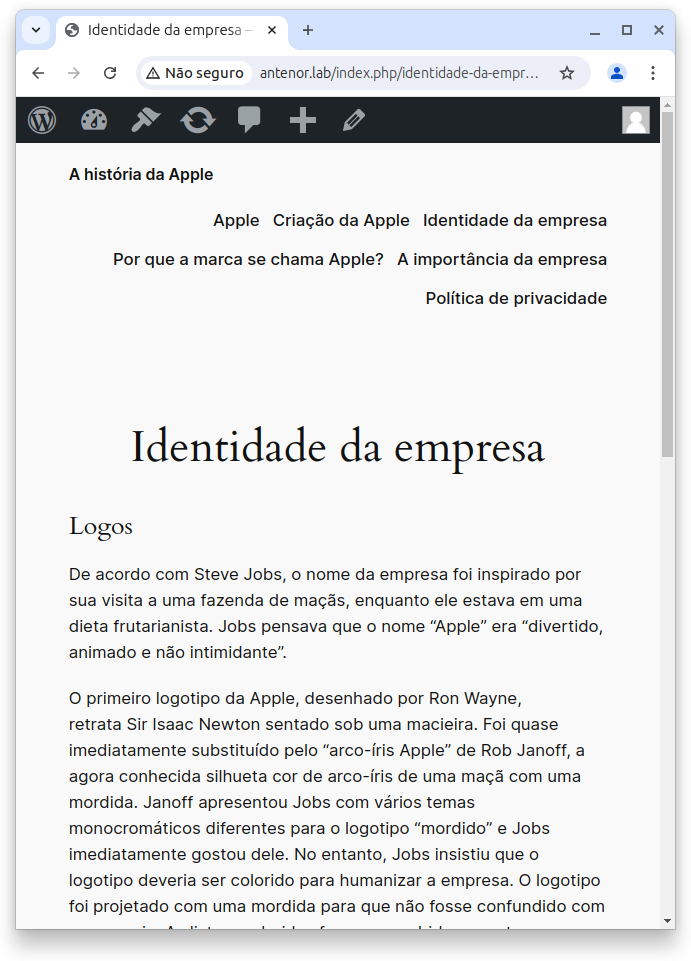 Identidade da empresa –
Não seguro antenor.lab/index.php/identidade-da-empr...
A história da Apple
Apple Criação da Apple Identidade da empresa
Por que a marca se chama Apple? A importância da empresa
Política de privacidade
Identidade da empresa
Logos
De acordo com Steve Jobs, o nome da empresa foi inspirado por
sua visita a uma fazenda de maçãs, enquanto ele estava em uma
dieta frutarianista. Jobs pensava que o nome “Apple” era “divertido,
animado e não intimidante”.
O primeiro logotipo da Apple, desenhado por Ron Wayne,
retrata Sir Isaac Newton sentado sob uma macieira. Foi quase
imediatamente substituído pelo “arco-íris Apple” de Rob Janoff, a
agora conhecida silhueta cor de arco-íris de uma maçã com uma
mordida. Janoff apresentou Jobs com vários temas
monocromáticos diferentes para o logotipo “mordido” e Jobs
imediatamente gostou dele. No entanto, Jobs insistiu que o
logotipo deveria ser colorido para humanizar a empresa. O logotipo
foi projetado com uma mordida para que não fosse confundido com